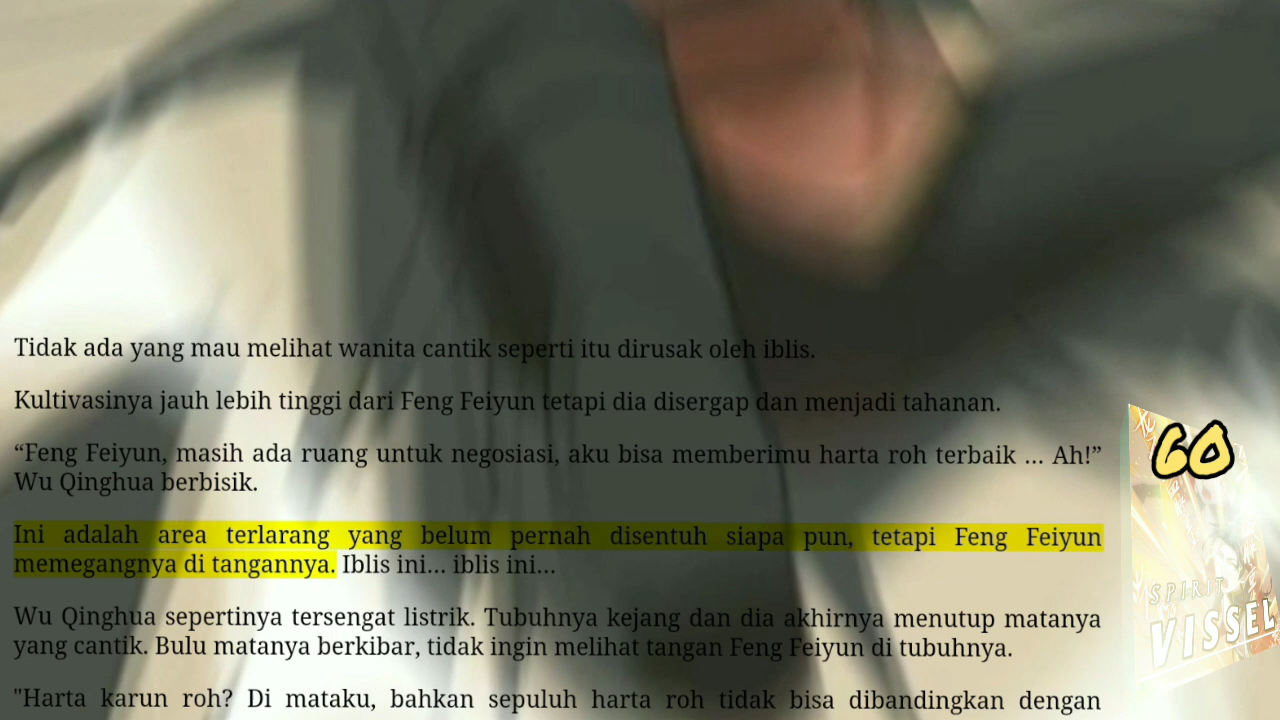 Tidak ada yang mau melihat wanita cantik seperti itu dirusak oleh iblis.
Kultivasinya jauh lebih tinggi dari Feng Feiyun tetapi dia disergap dan menjadi tahanan.
“Feng Feiyun, masih ada ruang untuk negosiasi, aku bisa memberimu harta roh terbaik ... Ah!”
Wu Qinghua berbisik.
Ini adalah area terlarang yang belum pernah disentuh siapa pun, tetapi Feng Feiyun
memegangnya di tangannya. Iblis ini... iblis ini...
Wu Qinghua sepertinya tersengat listrik. Tubuhnya kejang dan dia akhirnya menutup matanya
yang cantik. Bulu matanya berkibar, tidak ingin melihat tangan Feng Feiyun di tubuhnya.
"Harta karun roh? Di mataku, bahkan sepuluh harta roh tidak bisa dibandingkan dengan
60
SPIRIT
VISSEL